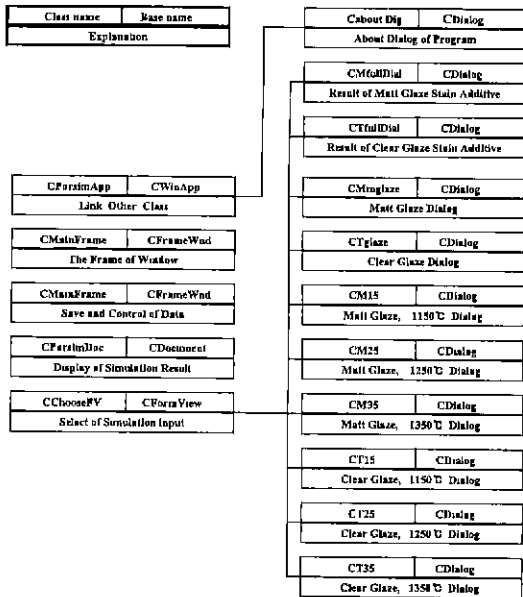 Class name Base name
Explanation
CParsimApp CWinApp
Link Other Class
CMainFrame CFrameWnd
The Frame of Window
CMainFrame CFrameWnd
Save and Control of Data
CParsimDoc CDocument
Display of Simulation Result
CChooseFV CFormView
Select of Simulation Input
Cabout Dlg CDialog
About Dialog of Program
CMfullDial CDialog
Result of Matt Glaze Stain Additive
CTfullDial CDialog
Result of Clear Glaze Stain Additive
CMmglaze CDialog
Matt Glaze Dialog
CTglaze CDialog
Clear Glaze Dialog
CM15 CDialog
Matt Glaze, 1150℃ Dialog
CM25 CDialog
Matt Glaze, 1250℃ Dialog
CM35 CDialog
Matt Glaze, 1350℃ Dialog
CT15 CDialog
Clear Glaze, 1150℃ Dialog
CT25 CDialog
Clear Glaze, 1250℃ Dialog
CT35 CDialog
Clear Glaze, 1350℃ Dialog